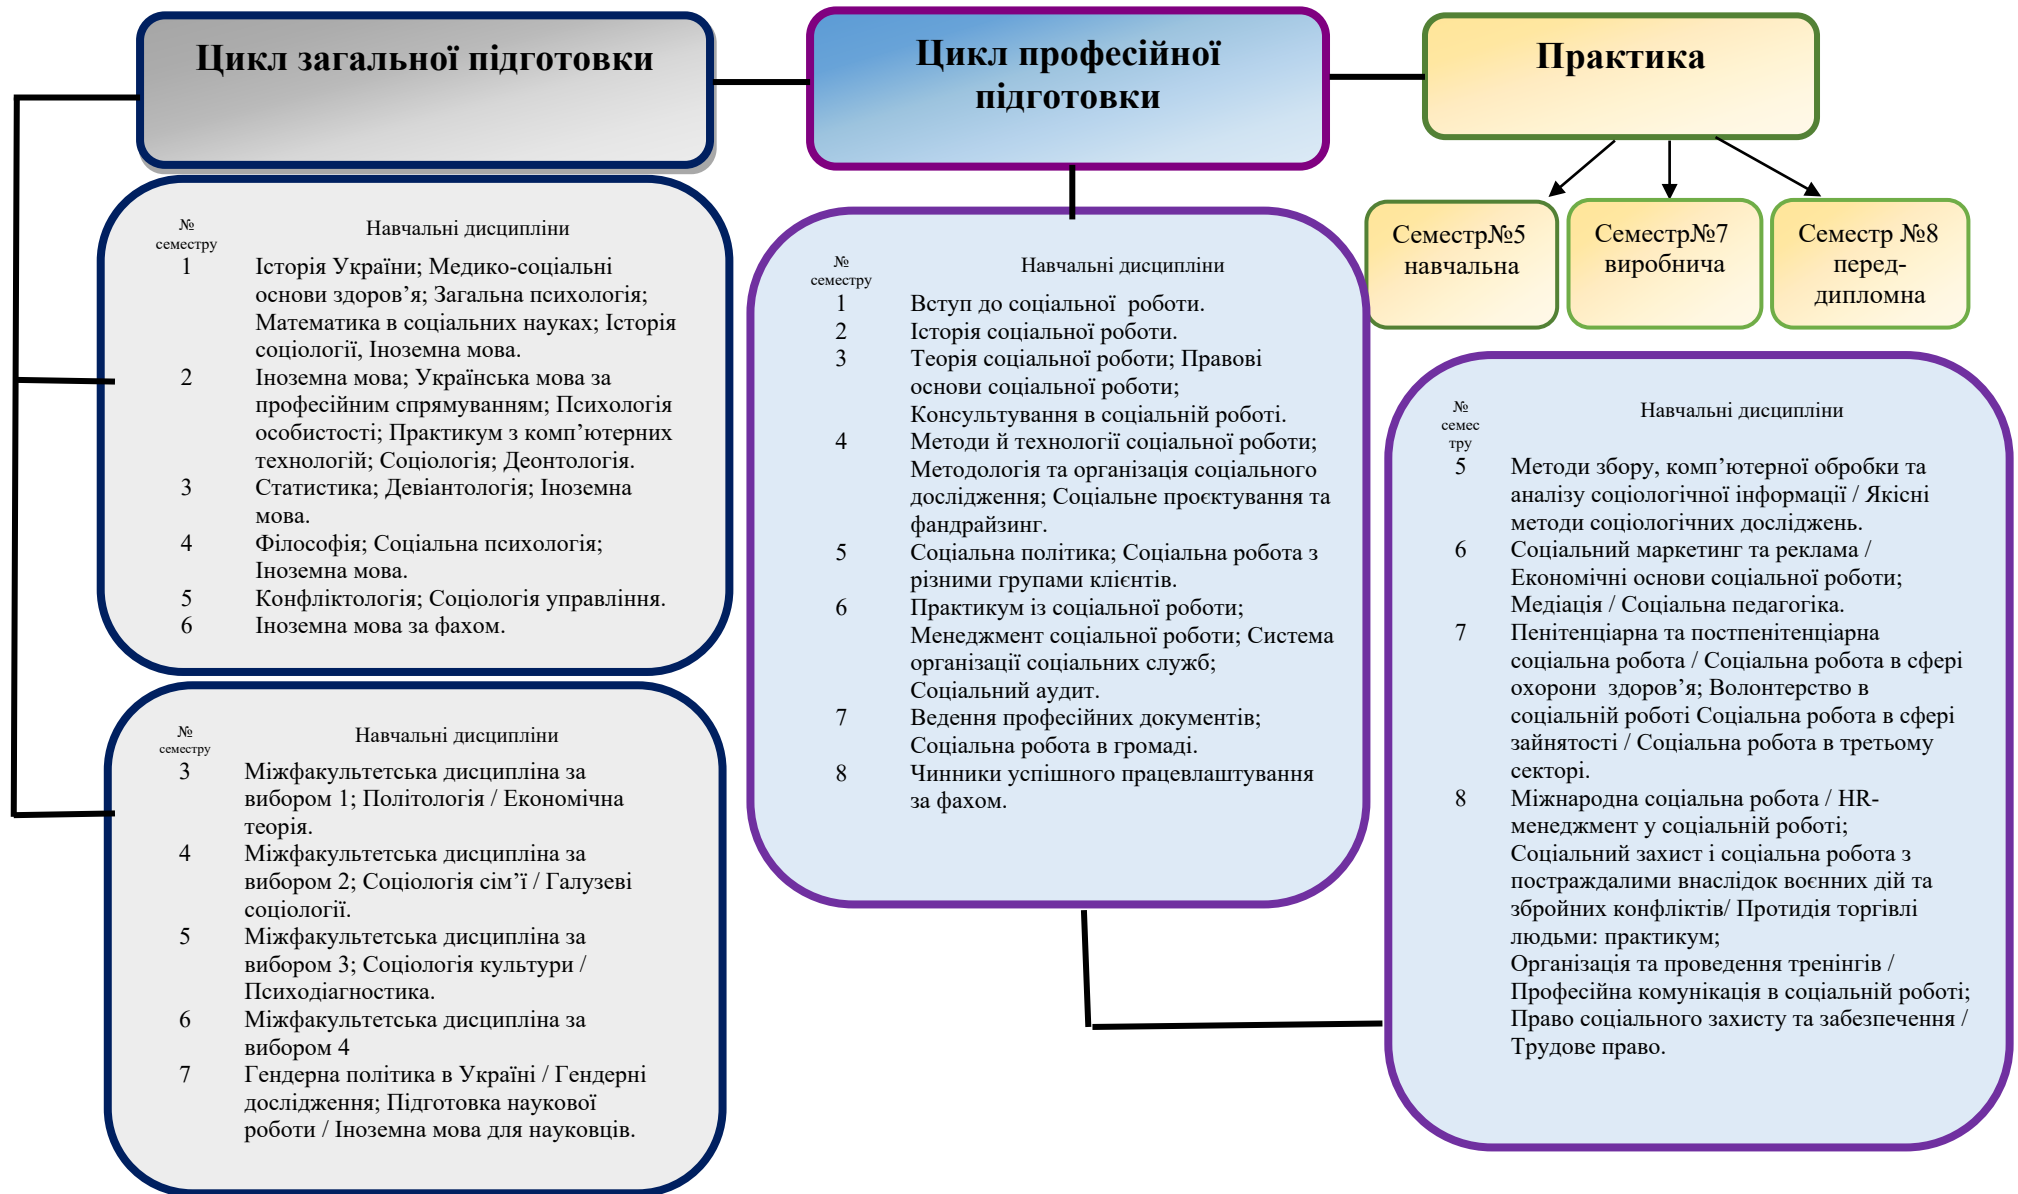 Цикл загальної підготовки
Цикл професійної
підготовки
Практика
№
семестру
Навчальні дисципліни
1 Історія України; Медико-соціальні
основи здоров’я; Загальна психологія;
Математика в соціальних науках; Історія
соціології, Іноземна мова.
2 Іноземна мова; Українська мова за
професійним спрямуванням; Психологія
особистості; Практикум з комп’ютерних
технологій; Соціологія; Деонтологія.
3 Статистика; Девіантологія; Іноземна
мова.
4 Філософія; Соціальна психологія;
Іноземна мова.
5 Конфліктологія; Соціологія управління.
6 Іноземна мова за фахом.
№
семестру
Навчальні дисципліни
3 Міжфакультетська дисципліна за
вибором 1; Політологія / Економічна
теорія.
4 Міжфакультетська дисципліна за
вибором 2; Соціологія сім’ї / Галузеві
соціології.
5 Міжфакультетська дисципліна за
вибором 3; Соціологія культури /
Психодіагностика.
6 Міжфакультетська дисципліна за
вибором 4
7 Гендерна політика в Україні / Гендерні
дослідження; Підготовка наукової
роботи / Іноземна мова для науковців.
№
семестру
Навчальні дисципліни
1 Вступ до соціальної роботи.
2 Історія соціальної роботи.
3 Теорія соціальної роботи; Правові
основи соціальної роботи;
Консультування в соціальній роботі.
4 Методи й технології соціальної роботи;
Методологія та організація соціального
дослідження; Соціальне проєктування та
фандрайзинг.
5 Соціальна політика; Соціальна робота з
різними групами клієнтів.
6 Практикум із соціальної роботи;
Менеджмент соціальної роботи; Система
організації соціальних служб;
Соціальний аудит.
7 Ведення професійних документів;
Соціальна робота в громаді.
8 Чинники успішного працевлаштування
за фахом.
Семестр№5
навчальна
Семестр№7
виробнича
Семестр №8
перед-
дипломна
№
семес
тру
Навчальні дисципліни
5 Методи збору, комп’ютерної обробки та
аналізу соціологічної інформації / Якісні
методи соціологічних досліджень.
6 Соціальний маркетинг та реклама /
Економічні основи соціальної роботи;
Медіація / Соціальна педагогіка.
7 Пенітенціарна та постпенітенціарна
соціальна робота / Соціальна робота в сфері
охорони здоров’я; Волонтерство в
соціальній роботі Соціальна робота в сфері
зайнятості / Соціальна робота в третьому
секторі.
8 Міжнародна соціальна робота / HR-
менеджмент у соціальній роботі;
Соціальний захист і соціальна робота з
постраждалими внаслідок воєнних дій та
збройних конфліктів/ Протидія торгівлі
людьми: практикум;
Організація та проведення тренінгів /
Професійна комунікація в соціальній роботі;
Право соціального захисту та забезпечення /
Трудове право.